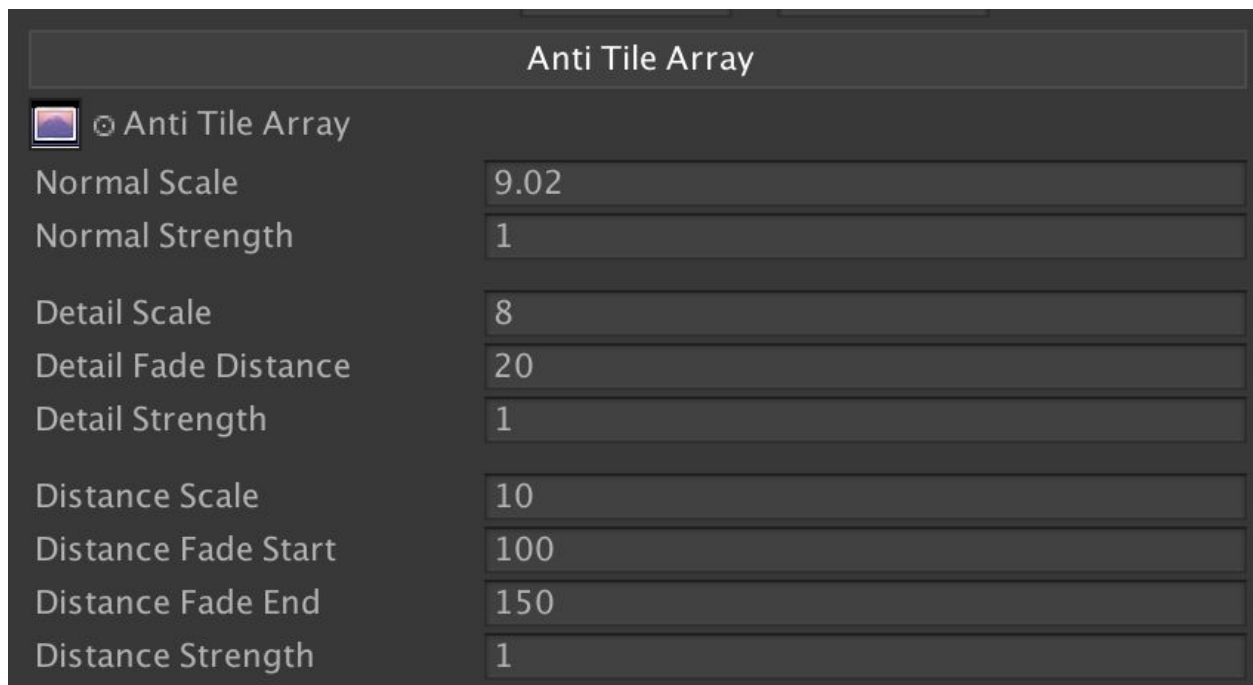 Anti Tile Array
Anti Tile Array
Normal Scale 9.02
Normal Strength 1
Detail Scale 8
Detail Fade Distance 20
Detail Strength 1
Distance Scale 10
Distance Fade Start 100
Distance Fade End 150
Distance Strength 1